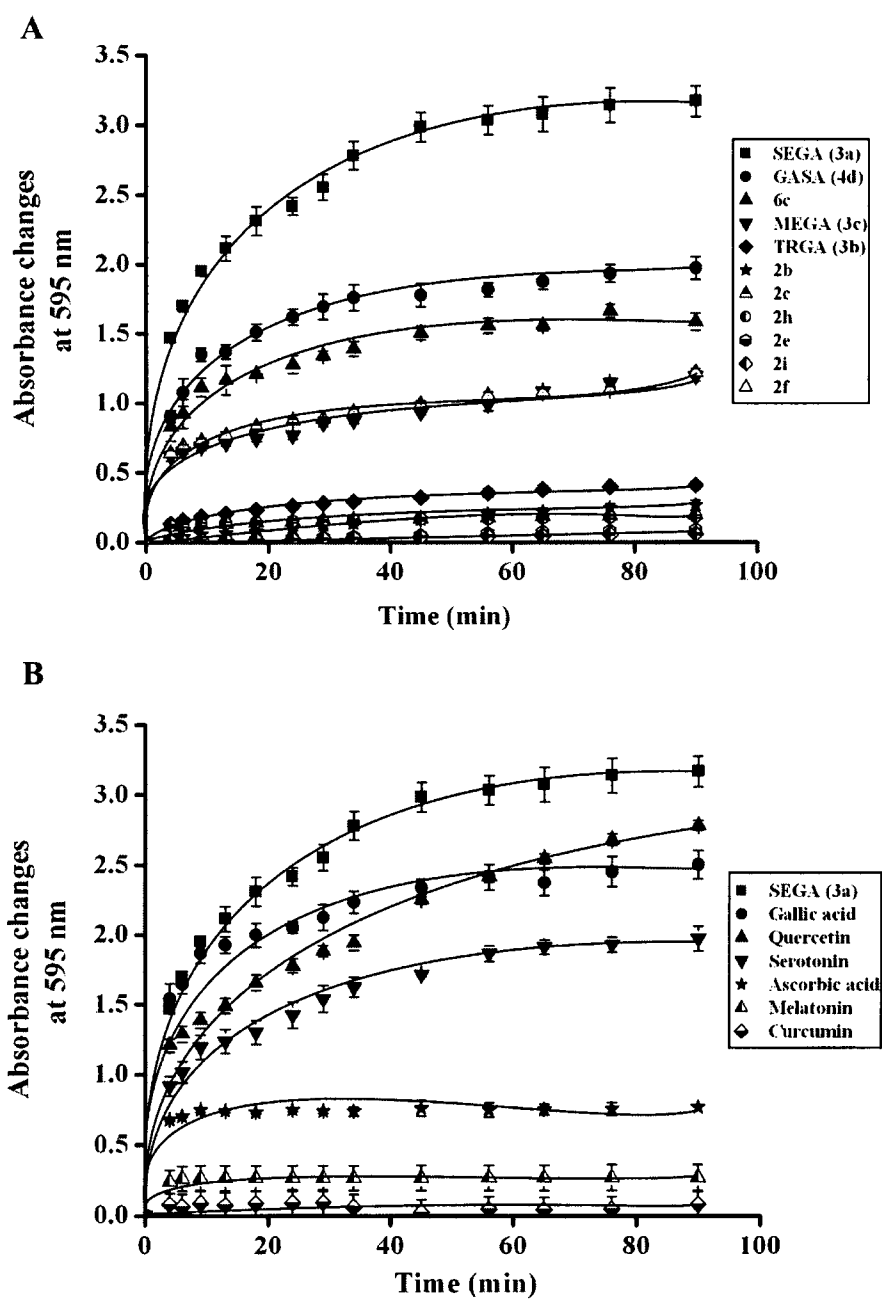 A
Absorbance changes
at 595 nm
3.5
3.0
2.5
2.0
1.5
1.0
0.5
0.0
0
20
40
60
80
100
Time (min)
SEGA (3a)
GASA (4d)
6c
MEGA (3c)
TRGA (3b)
2b
2c
2h
2e
2i
2f
B
Absorbance changes
at 595 nm
3.5
3.0
2.5
2.0
1.5
1.0
0.5
0.0
0
20
40
60
80
100
Time (min)
SEGA (3a)
Gallic acid
Quercetin
Serotonin
Ascorbic acid
Melatonin
Curcumin